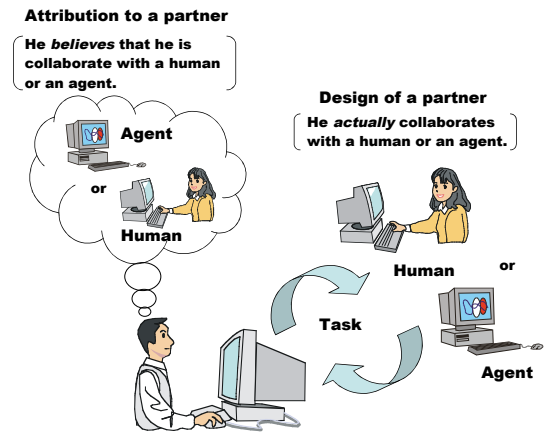 Attribution to a partner
He believes that he is
collaborate with a human
or an agent.
Agent
or
Human
Design of a partner
He actually collaborates
with a human or an agent.
Human
or
Task
Agent